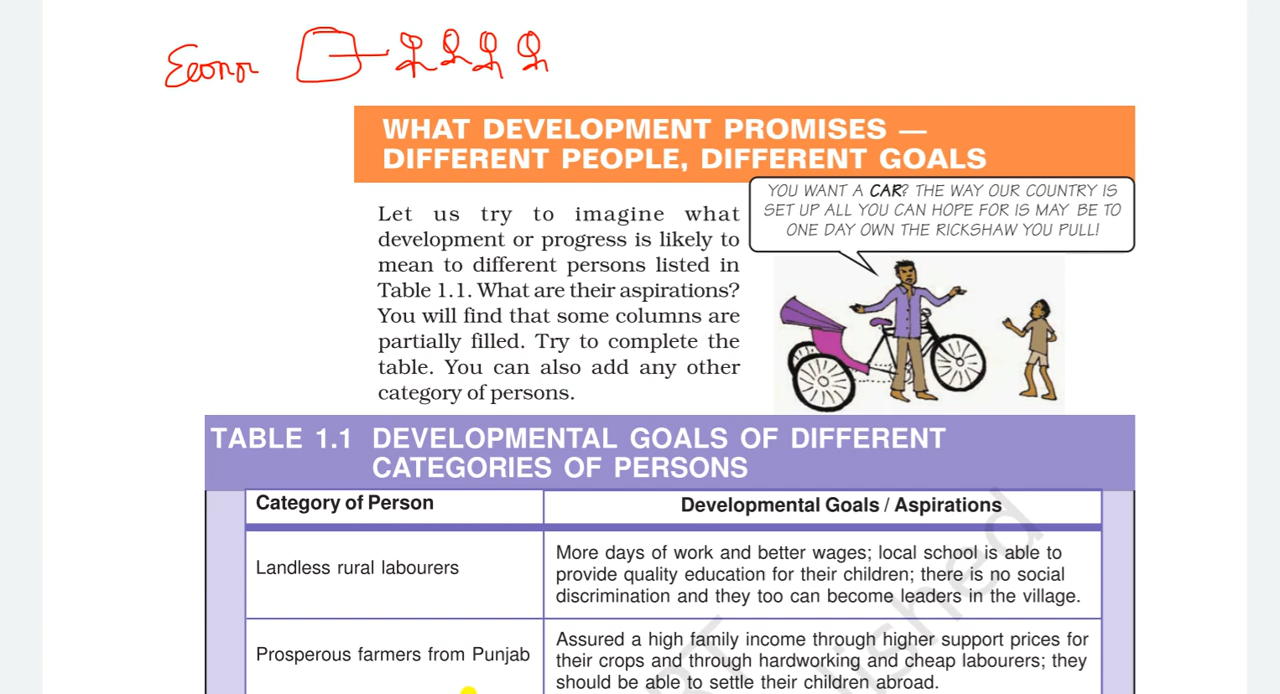 Econo
WHAT DEVELOPMENT PROMISES —
DIFFERENT PEOPLE, DIFFERENT GOALS
YOU WANT A CAR? THE WAY OUR COUNTRY IS
SET UP ALL YOU CAN HOPE FOR IS MAY BE TO
ONE DAY OWN THE RICKSHAW YOU PULL!
Let us try to imagine what
development or progress is likely to
mean to different persons listed in
Table 1.1. What are their aspirations?
You will find that some columns are
partially filled. Try to complete the
table. You can also add any other
category of persons.
TABLE 1.1 DEVELOPMENTAL GOALS OF DIFFERENT
CATEGORIES OF PERSONS
Category of Person
Developmental Goals / Aspirations
Landless rural labourers
More days of work and better wages; local school is able to
provide quality education for their children; there is no social
discrimination and they too can become leaders in the village.
Prosperous farmers from Punjab
Assured a high family income through higher support prices for
their crops and through hardworking and cheap labourers; they
should be able to settle their children abroad.